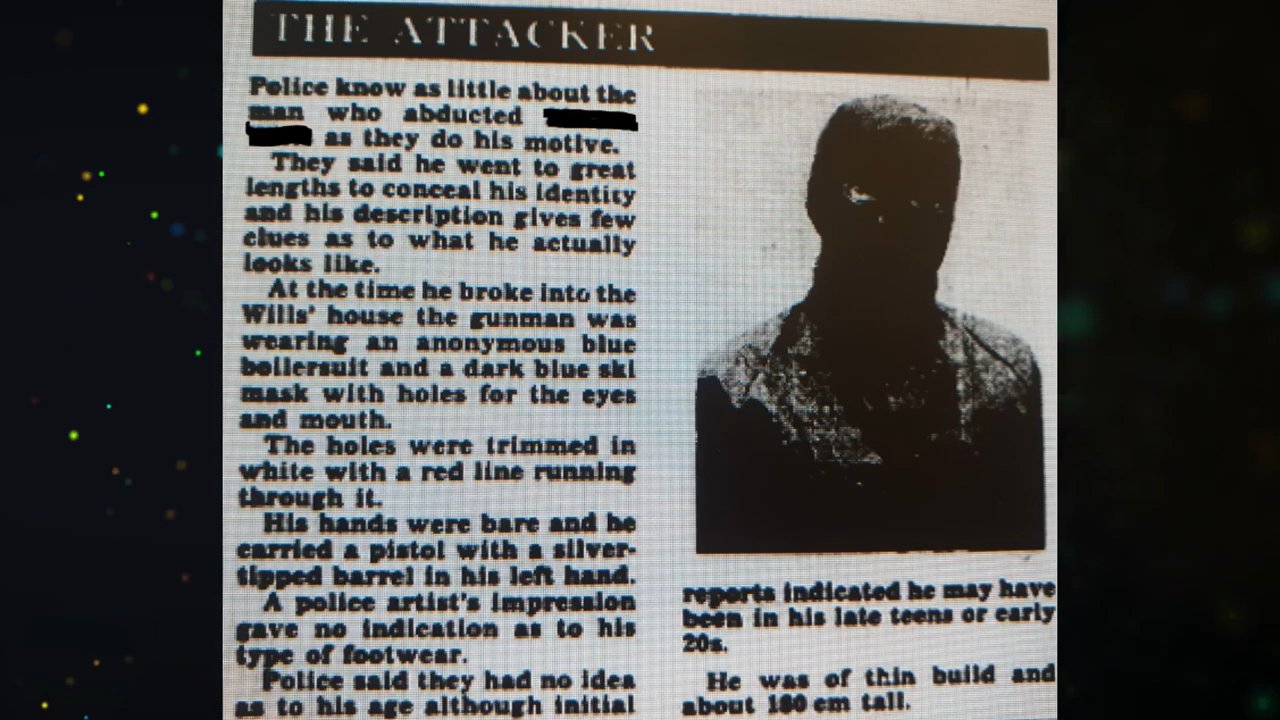 THE ATTACKER
Police know as little about the
man who abducted
as they do his motive.
They said he went to great
lengths to conceal his identity
and his description gives few
clues as to what he actually
looks like.
At the time he broke into the
Wills' house the gunman was
wearing an anonymous blue
boilersuit and a dark blue ski
mask with holes for the eyes
and mouth.
The holes were trimmed in
white with a red line running
through it.
His hands were bare and he
carried a pistol with a silver-
tipped barrel in his left hand.
A police artist's impression
gave no indication as to his
type of footwear.
Police said they had no idea
as to his age although initial
reports indicated he may have
been in his late teens or early
20s.
He was of thin build and
about 180 cm tall.